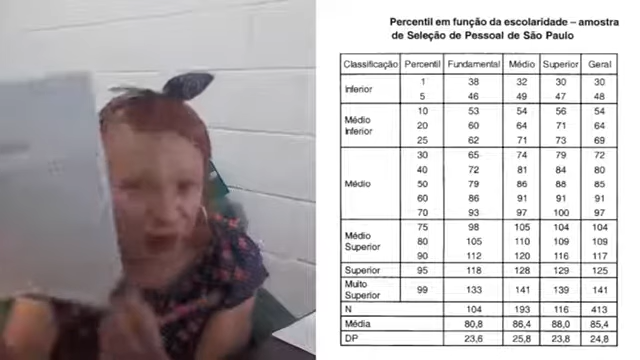 Percentil em função da escolaridade – amostra
de Seleção de Pessoal de São Paulo
Classificação Percentil Fundamental Médio Superior Geral
Inferior 1 38 32 30 30
5 46 49 47 48
Médio Inferior 10 53 54 56 54
20 60 64 71 64
25 62 71 73 69
Médio 30 65 74 79 72
40 72 81 84 80
50 79 86 88 85
60 86 91 91 91
70 93 97 100 97
Médio Superior 75 98 105 104 104
80 105 110 109 109
90 112 120 116 117
Superior 95 118 128 129 125
Muito Superior 99 133 141 139 141
N 104 193 116 413
Média 80,8 86,4 88,0 85,4
DP 23,6 25,8 23,8 24,8